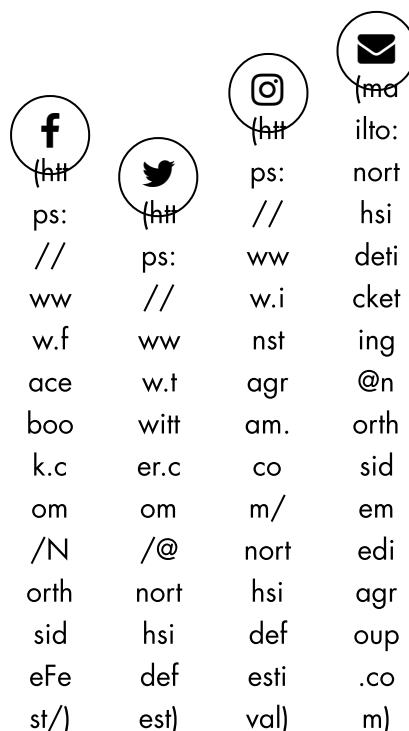 (htt
ps:
//
ww
w.f
ace
boo
k.c
om
/N
orth
sid
eFe
st/)
(htt
ps:
//
ww
w.t
witt
er.c
om
/@
nort
hsi
def
est)
(htt
ps:
//
ww
w.i
nst
agr
am.
co
m/
nort
hsi
def
esti
val)
(ma
ilto:
nort
hsi
deti
cket
ing
@n
orth
sid
em
edi
agr
oup
.co
m)